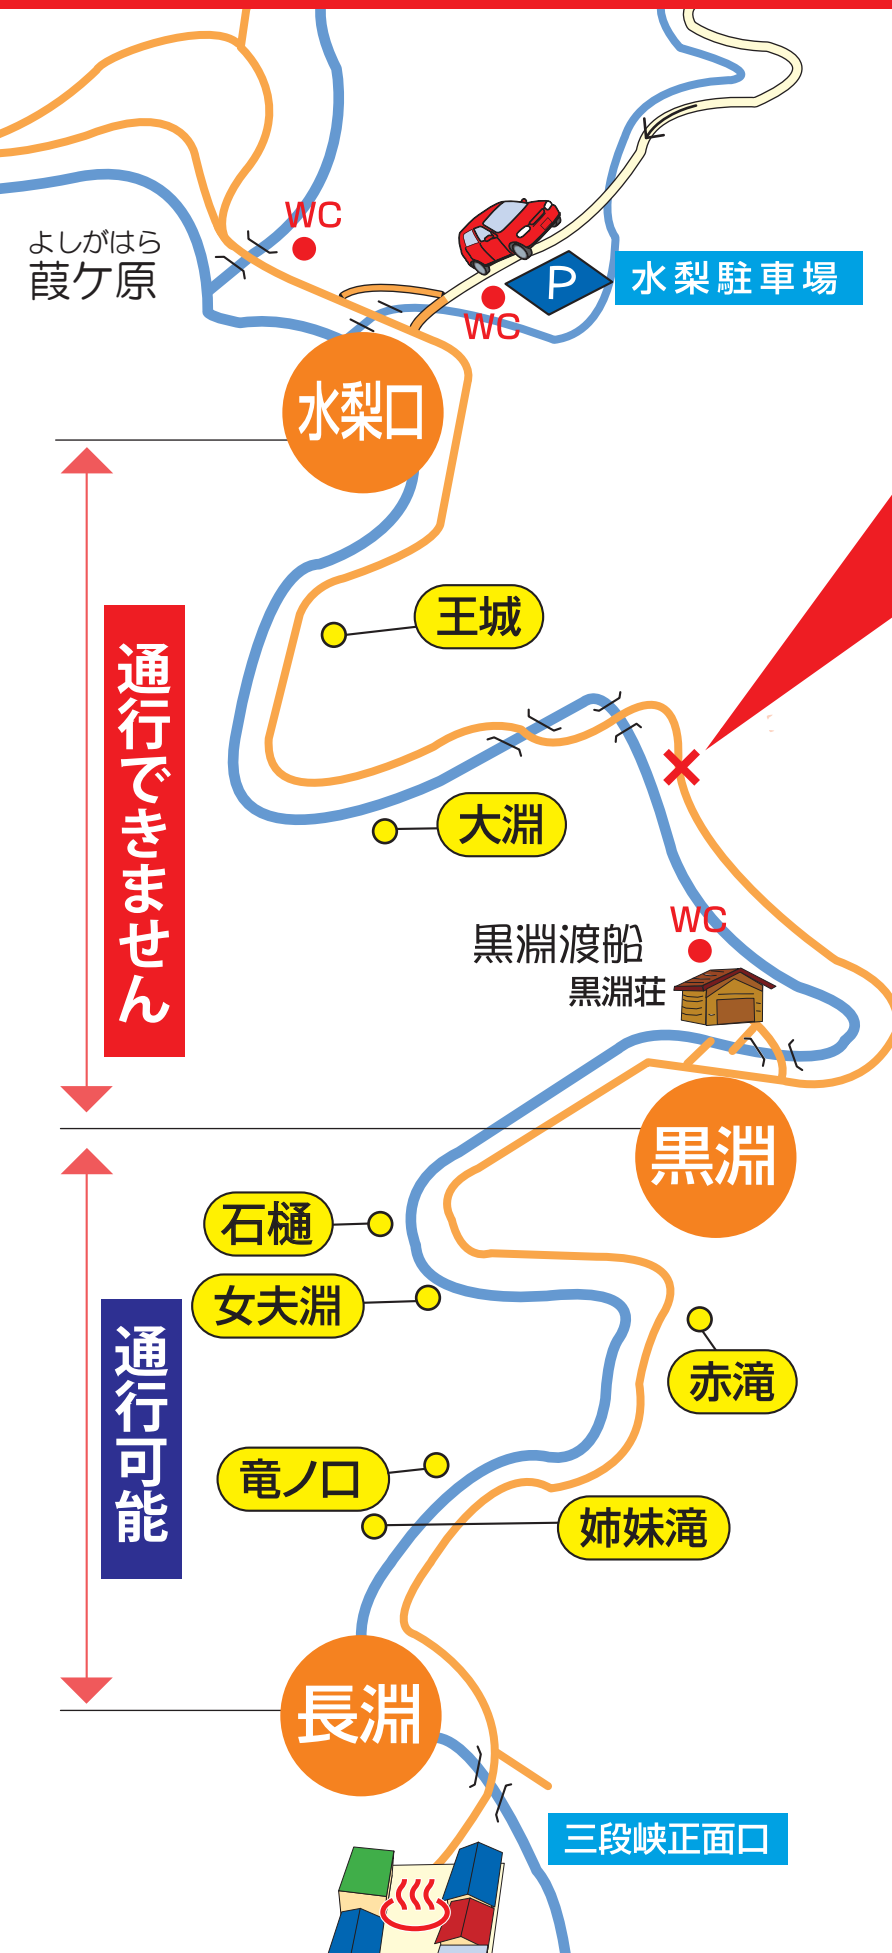 WC
よしがはら
葭ケ原
P
水梨駐車場
WC
水梨口
王城
通行できません
大淵
WC
黒淵渡船
黒淵荘
黒淵
石樋
女夫淵
通行可能
赤滝
竜ノ口
姉妹滝
長淵
三段峡正面口